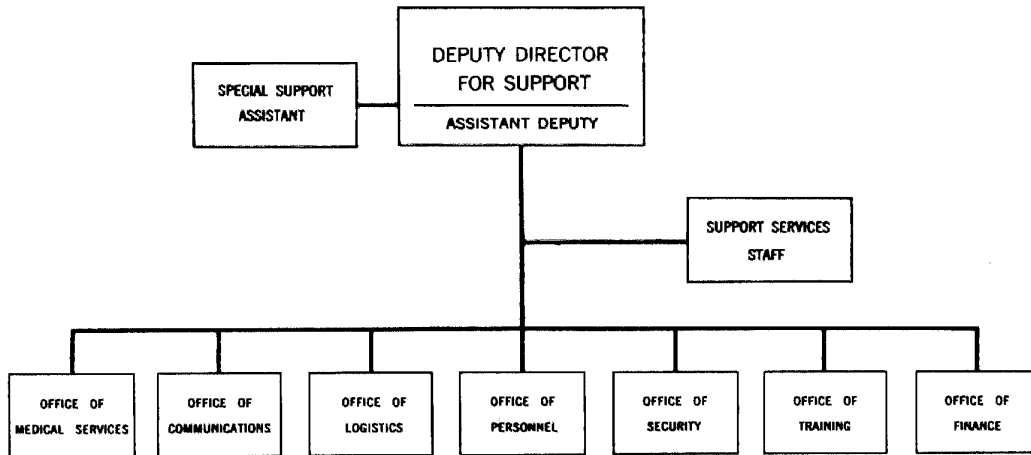 DEPUTY DIRECTOR
FOR SUPPORT
ASSISTANT DEPUTY
SPECIAL SUPPORT
ASSISTANT
SUPPORT SERVICES
STAFF
OFFICE OF
MEDICAL SERVICES
OFFICE OF
COMMUNICATIONS
OFFICE OF
LOGISTICS
OFFICE OF
PERSONNEL
OFFICE OF
SECURITY
OFFICE OF
TRAINING
OFFICE OF
FINANCE